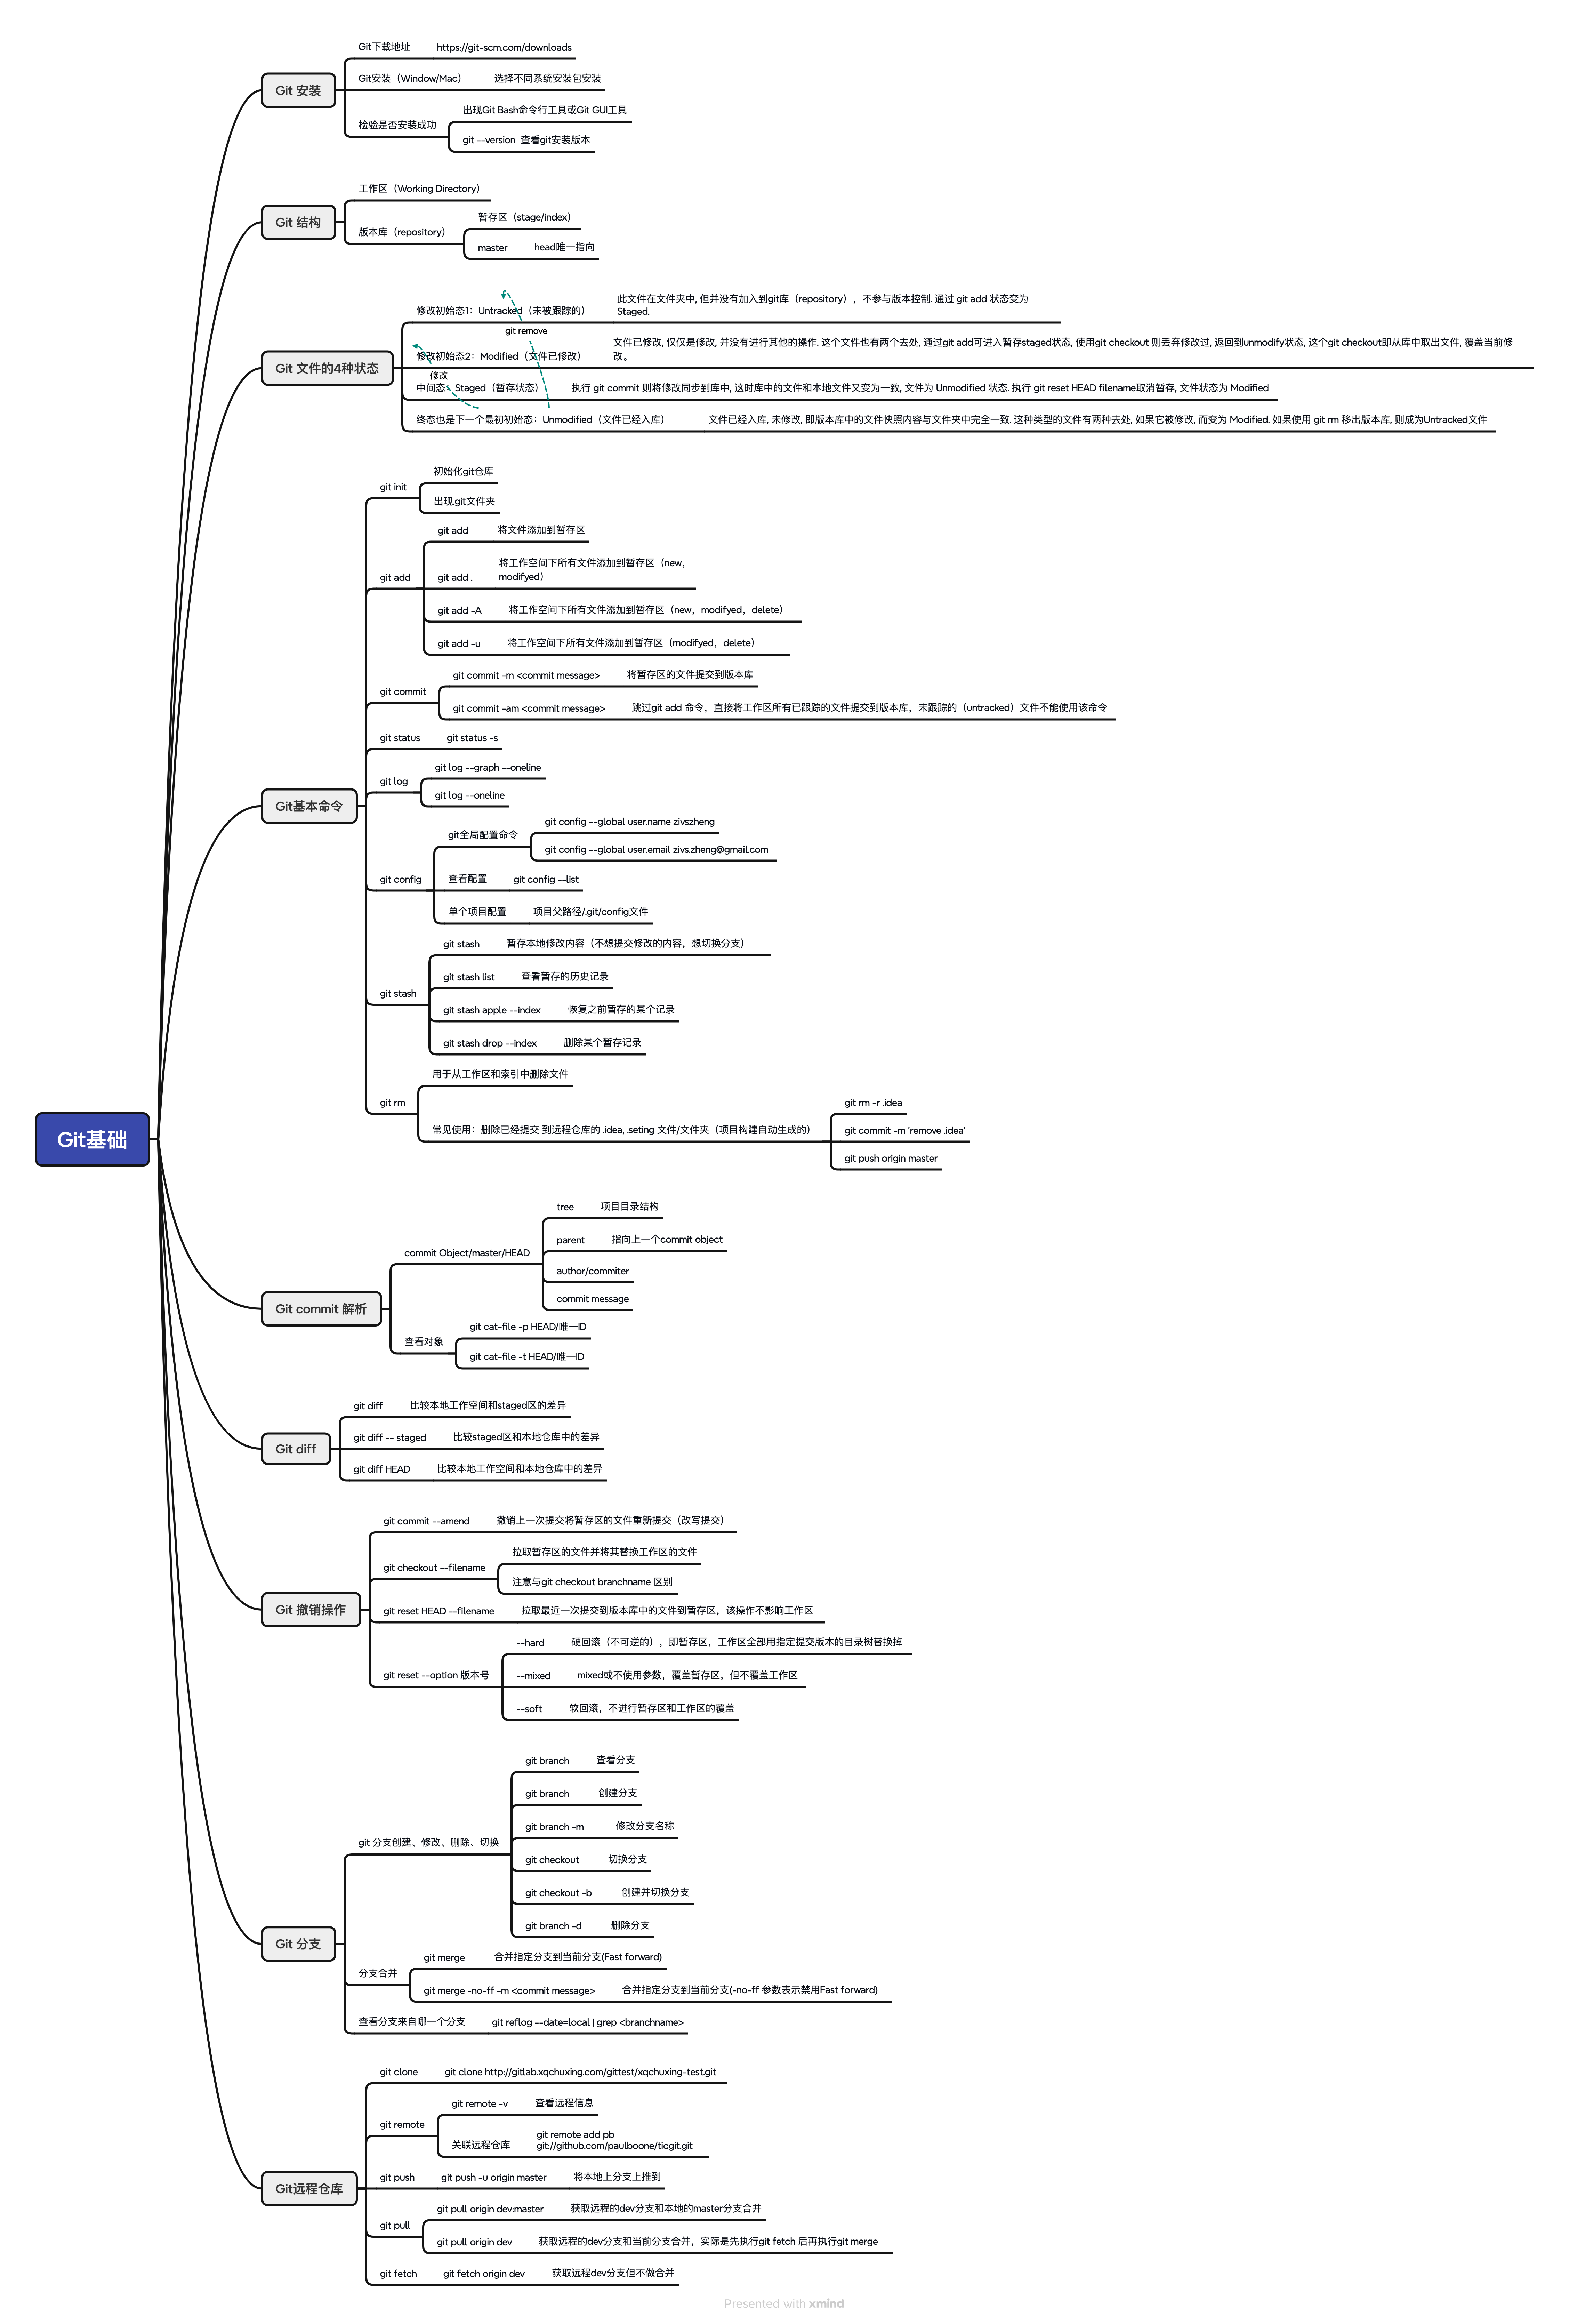 Git基础
Git 安装
Git下载地址
https://git-scm.com/downloads
Git安装（Window/Mac）
选择不同系统安装包安装
检验是否安装成功
出现Git Bash命令行工具或Git GUI工具
git --version 查看git安装版本
Git 结构
工作区（Working Directory）
版本库（repository）
暂存区（stage/index）
master
head唯一指向
Git 文件的4种状态
修改初始态1：Untracked（未被跟踪的）
此文件在文件夹中, 但并没有加入到git库（repository），不参与版本控制. 通过 git add 状态变为
Staged.
git remove
修改初始态2：Modified（文件已修改）
文件已修改, 仅仅是修改, 并没有进行其他的操作. 这个文件也有两个去处, 通过git add可进入暂存staged状态, 使用git checkout 则丢弃修改过, 返回到unmodify状态, 这个git checkout即从库中取出文件, 覆盖当前修
改。
修改
中间态：Staged（暂存状态）
执行 git commit 则将修改同步到库中, 这时库中的文件和本地文件又变为一致, 文件为 Unmodified 状态. 执行 git reset HEAD filename取消暂存, 文件状态为 Modified
终态也是下一个最初初始态：Unmodified（文件已经入库）
文件已经入库, 未修改, 即版本库中的文件快照内容与文件夹中完全一致. 这种类型的文件有两种去处, 如果它被修改, 而变为 Modified. 如果使用 git rm 移出版本库, 则成为Untracked文件
Git基本命令
git init
初始化git仓库
出现.git文件夹
git add
git add
将文件添加到暂存区
git add .
将工作空间下所有文件添加到暂存区（new，
modifyed）
git add -A
将工作空间下所有文件添加到暂存区（new，modifyed，delete）
git add -u
将工作空间下所有文件添加到暂存区（modifyed，delete）
git commit
git commit -m <commit message>
将暂存区的文件提交到版本库
git commit -am <commit message>
跳过git add 命令，直接将工作区所有已跟踪的文件提交到版本库，未跟踪的（untracked）文件不能使用该命令
git status
git status -s
git log
git log --graph --oneline
git log --oneline
git config
git全局配置命令
git config --global user.name zivszheng
git config --global user.email zivs.zheng@gmail.com
查看配置
git config --list
单个项目配置
项目父路径/.git/config文件
git stash
git stash
暂存本地修改内容（不想提交修改的内容，想切换分支）
git stash list
查看暂存的历史记录
git stash apple --index
恢复之前暂存的某个记录
git stash drop --index
删除某个暂存记录
git rm
用于从工作区和索引中删除文件
常见使用：删除已经提交 到远程仓库的 .idea, .seting 文件/文件夹（项目构建自动生成的）
git rm -r .idea
git commit -m 'remove .idea'
git push origin master
Git commit 解析
commit Object/master/HEAD
tree
项目目录结构
parent
指向上一个commit object
author/commiter
commit message
查看对象
git cat-file -p HEAD/唯一ID
git cat-file -t HEAD/唯一ID
Git diff
git diff
比较本地工作空间和staged区的差异
git diff -- staged
比较staged区和本地仓库中的差异
git diff HEAD
比较本地工作空间和本地仓库中的差异
Git 撤销操作
git commit --amend
撤销上一次提交将暂存区的文件重新提交（改写提交）
git checkout --filename
拉取暂存区的文件并将其替换工作区的文件
注意与git checkout branchname 区别
git reset HEAD --filename
拉取最近一次提交到版本库中的文件到暂存区，该操作不影响工作区
git reset --option 版本号
--hard
硬回滚（不可逆的），即暂存区，工作区全部用指定提交版本的目录树替换掉
--mixed
mixed或不使用参数，覆盖暂存区，但不覆盖工作区
--soft
软回滚，不进行暂存区和工作区的覆盖
Git 分支
git 分支创建、修改、删除、切换
git branch
查看分支
git branch
创建分支
git branch -m
修改分支名称
git checkout
切换分支
git checkout -b
创建并切换分支
git branch -d
删除分支
分支合并
git merge
合并指定分支到当前分支(Fast forward)
git merge -no-ff -m <commit message>
合并指定分支到当前分支(-no-ff 参数表示禁用Fast forward)
查看分支来自哪一个分支
git reflog --date=local | grep <branchname>
Git远程仓库
git clone
git clone http://gitlab.xqchuxing.com/gittest/xqchuxing-test.git
git remote
git remote -v
查看远程信息
关联远程仓库
git remote add pb
git://github.com/paulboone/ticgit.git
git push
git push -u origin master
将本地上分支上推到
git pull
git pull origin dev:master
获取远程的dev分支和本地的master分支合并
git pull origin dev
获取远程的dev分支和当前分支合并，实际是先执行git fetch 后再执行git merge
git fetch
git fetch origin dev
获取远程dev分支但不做合并
Presented with xmind